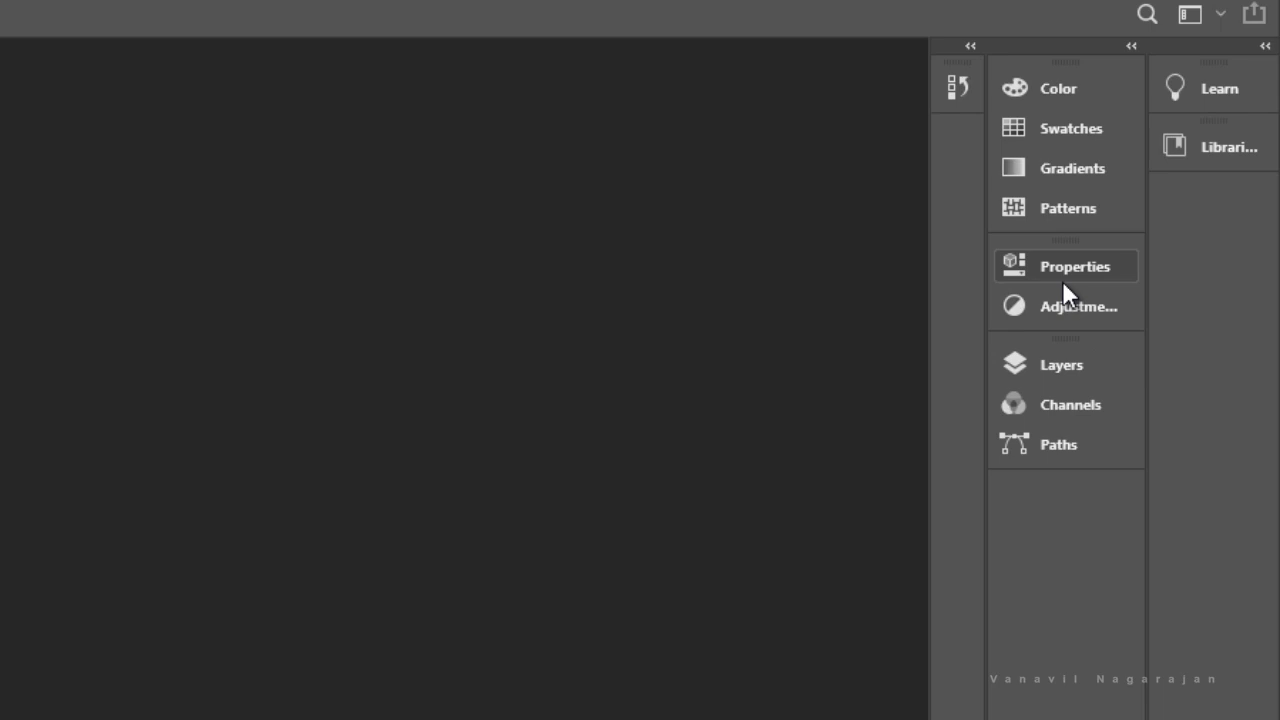 Color
Learn
Swatches
Librari...
Gradients
Patterns
Properties
Adjustme...
Layers
Channels
Paths
Vanavil Nagarajan